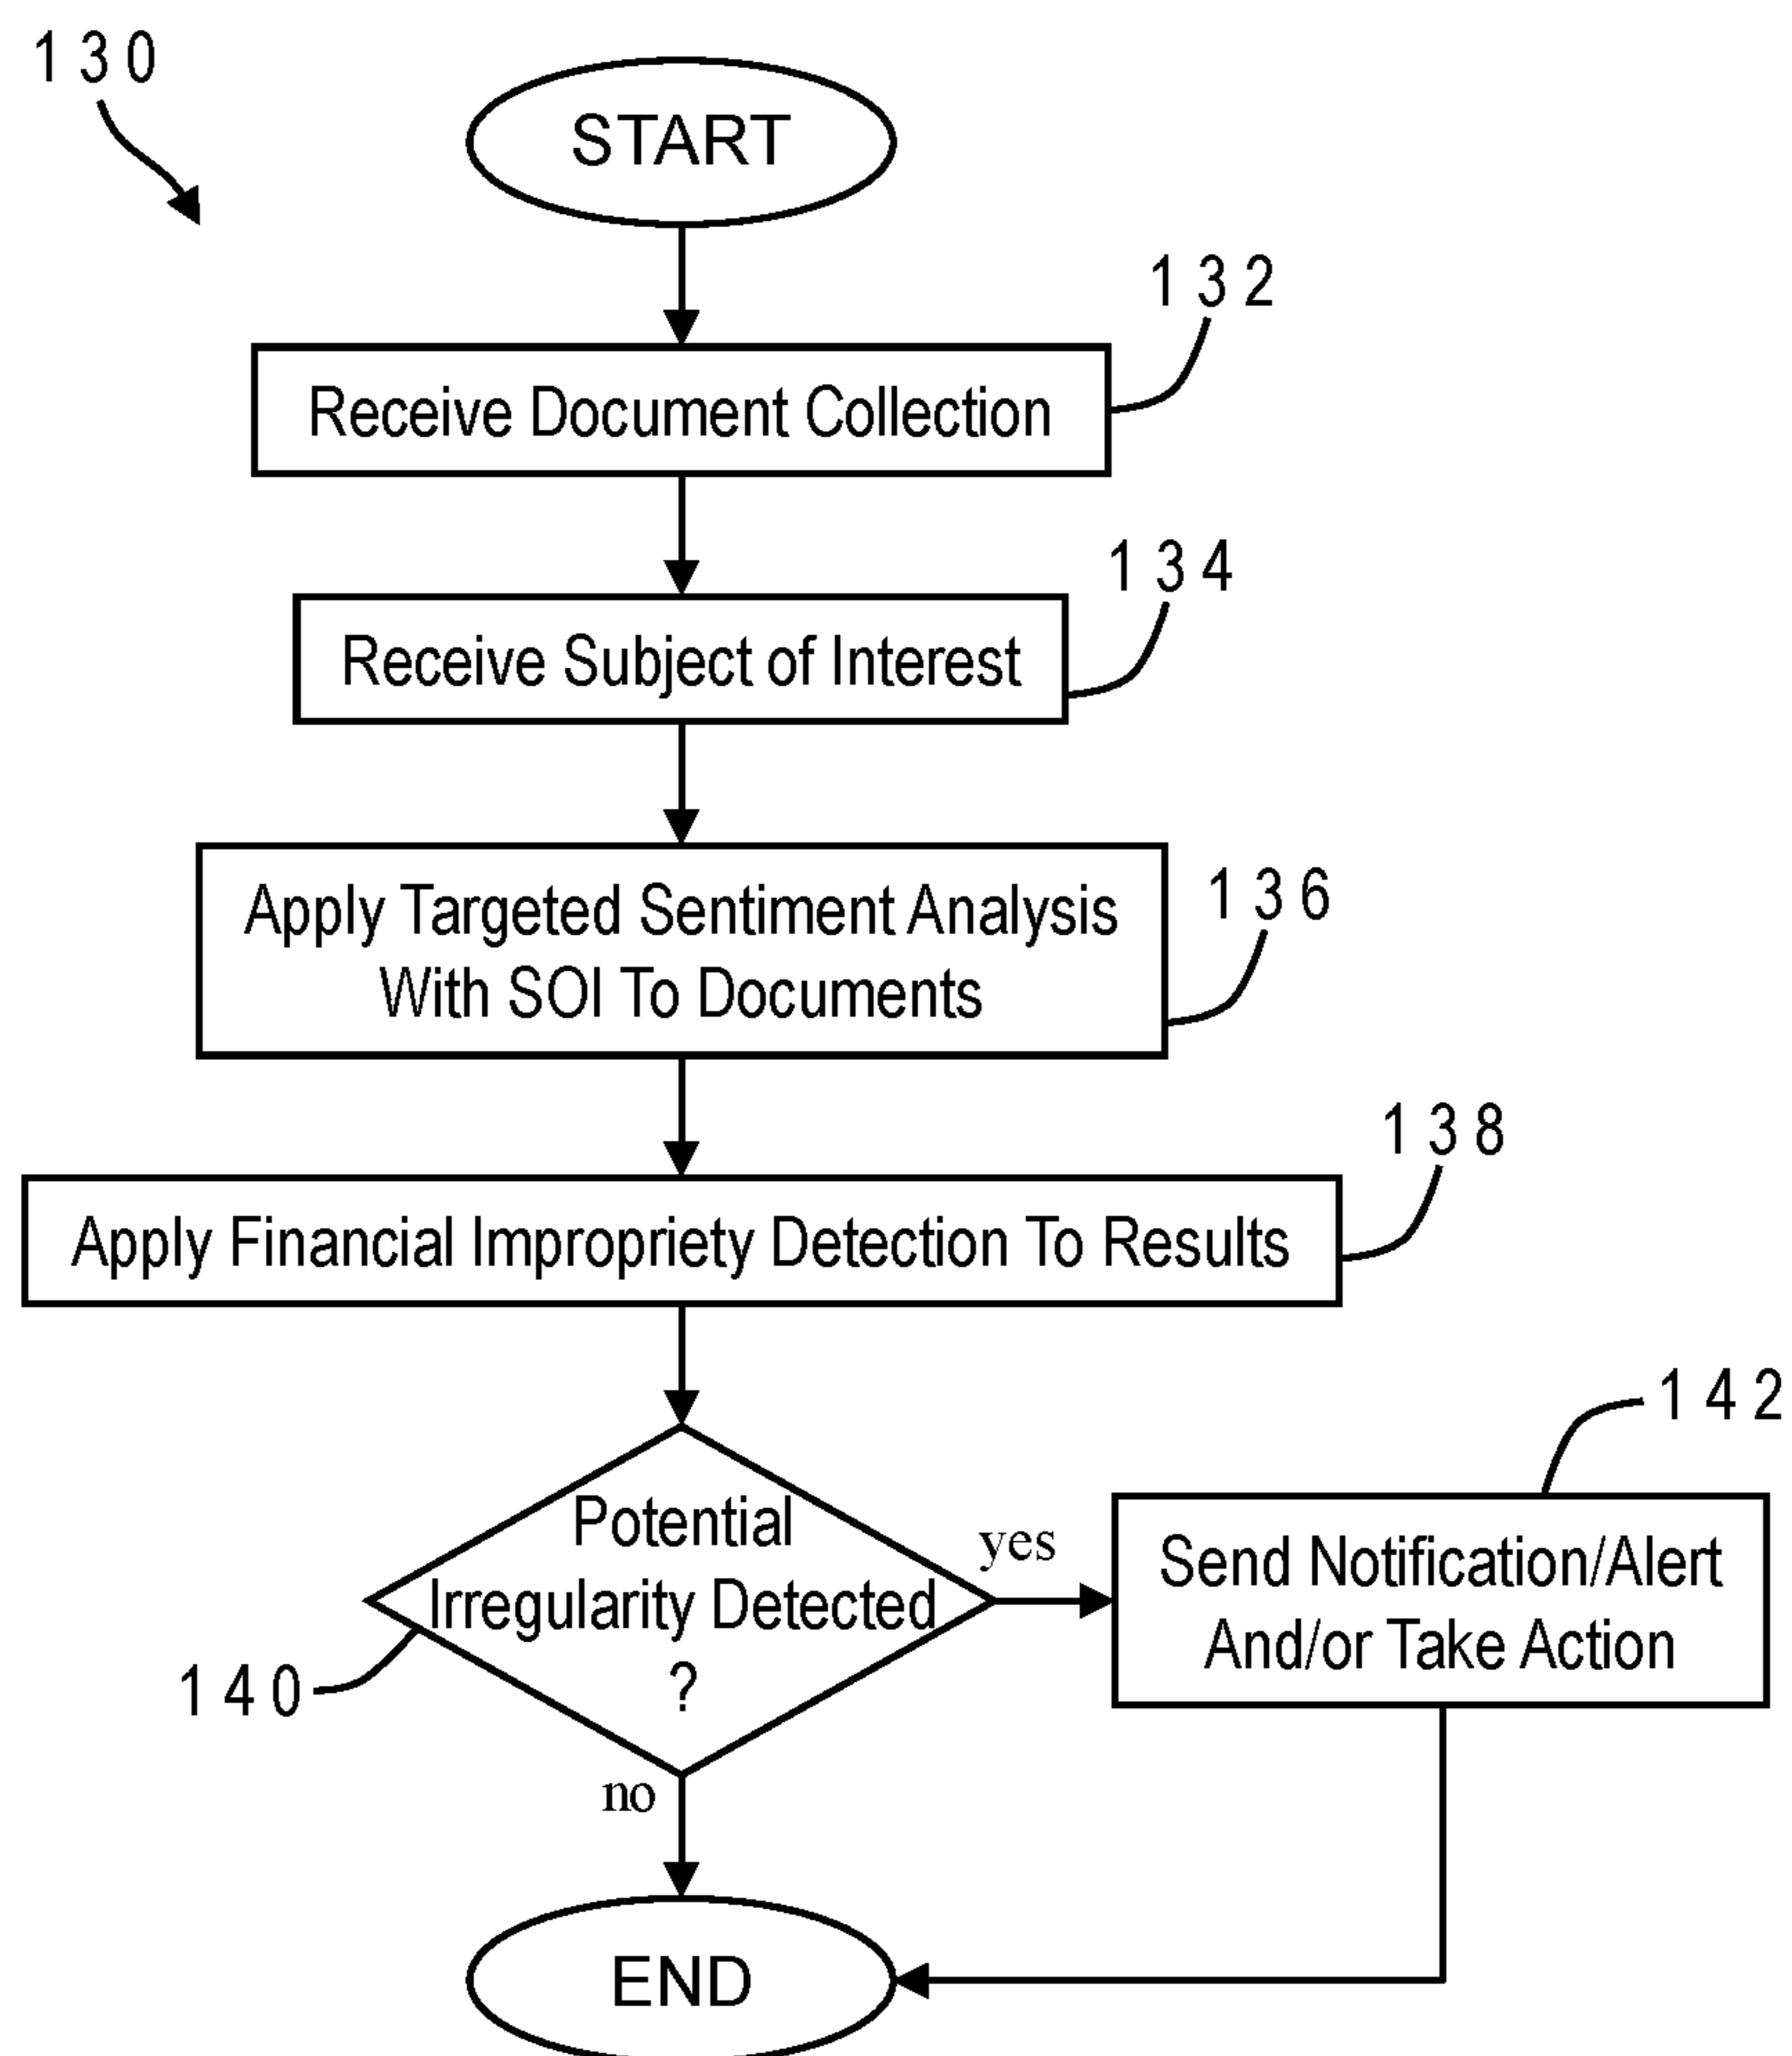 130
START
132
Receive Document Collection
134
Receive Subject of Interest
136
Apply Targeted Sentiment Analysis
With SOI To Documents
138
Apply Financial Impropriety Detection To Results
142
Potential
Irregularity Detected
?
yes
Send Notification/Alert
And/or Take Action
140
no
END